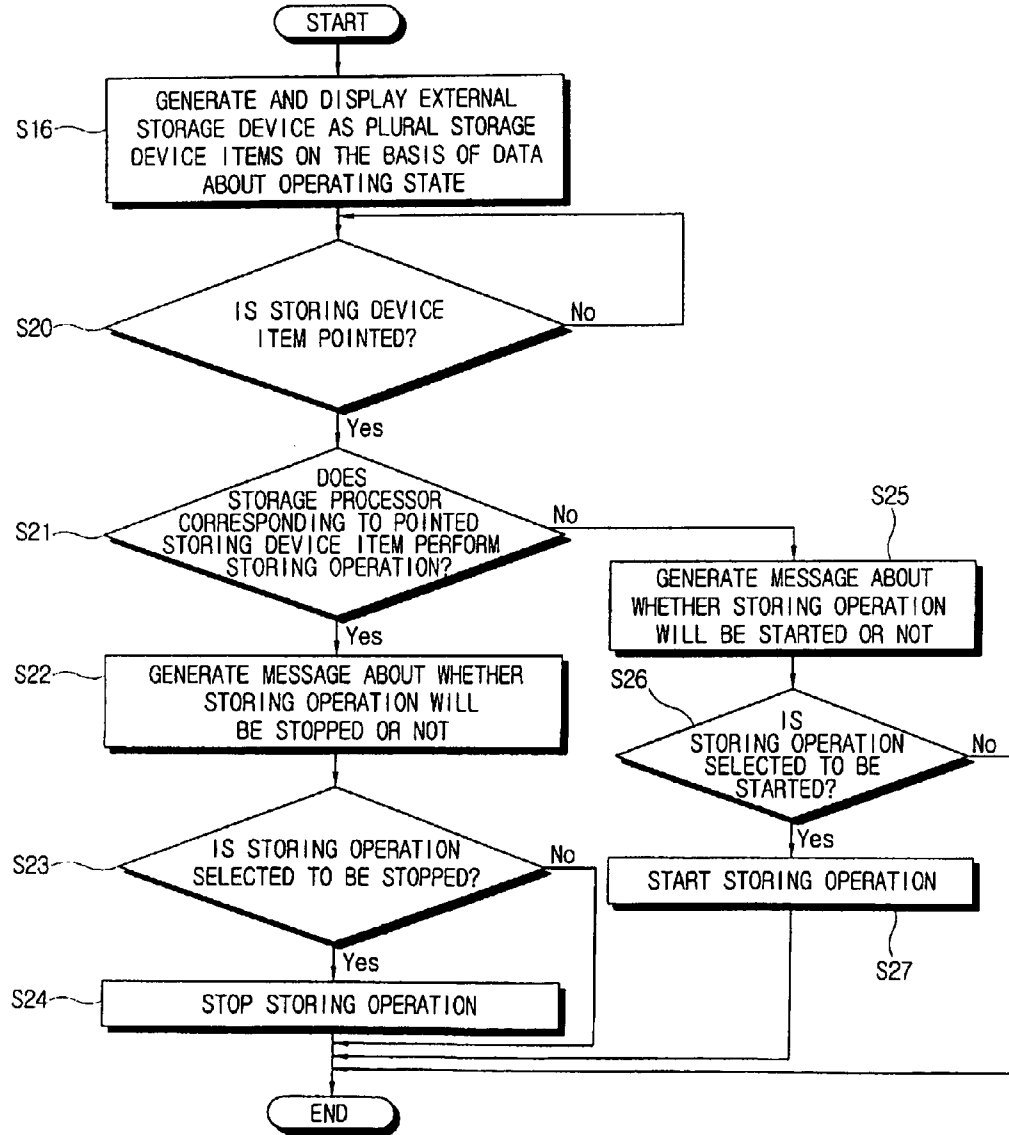 START
S16
GENERATE AND DISPLAY EXTERNAL
STORAGE DEVICE AS PLURAL STORAGE
DEVICE ITEMS ON THE BASIS OF DATA
ABOUT OPERATING STATE
S20
IS STORING DEVICE
ITEM POINTED?
No
Yes
S21
DOES
STORAGE PROCESSOR
CORRESPONDING TO POINTED
STORING DEVICE ITEM PERFORM
STORING OPERATION?
No
Yes
S25
GENERATE MESSAGE ABOUT
WHETHER STORING OPERATION
WILL BE STARTED OR NOT
S22
GENERATE MESSAGE ABOUT WHETHER
STORING OPERATION WILL
BE STOPPED OR NOT
S26
IS
STORING OPERATION
SELECTED TO BE
STARTED?
No
Yes
S23
IS STORING OPERATION
SELECTED TO BE STOPPED?
No
Yes
START STORING OPERATION
S27
S24
STOP STORING OPERATION
END